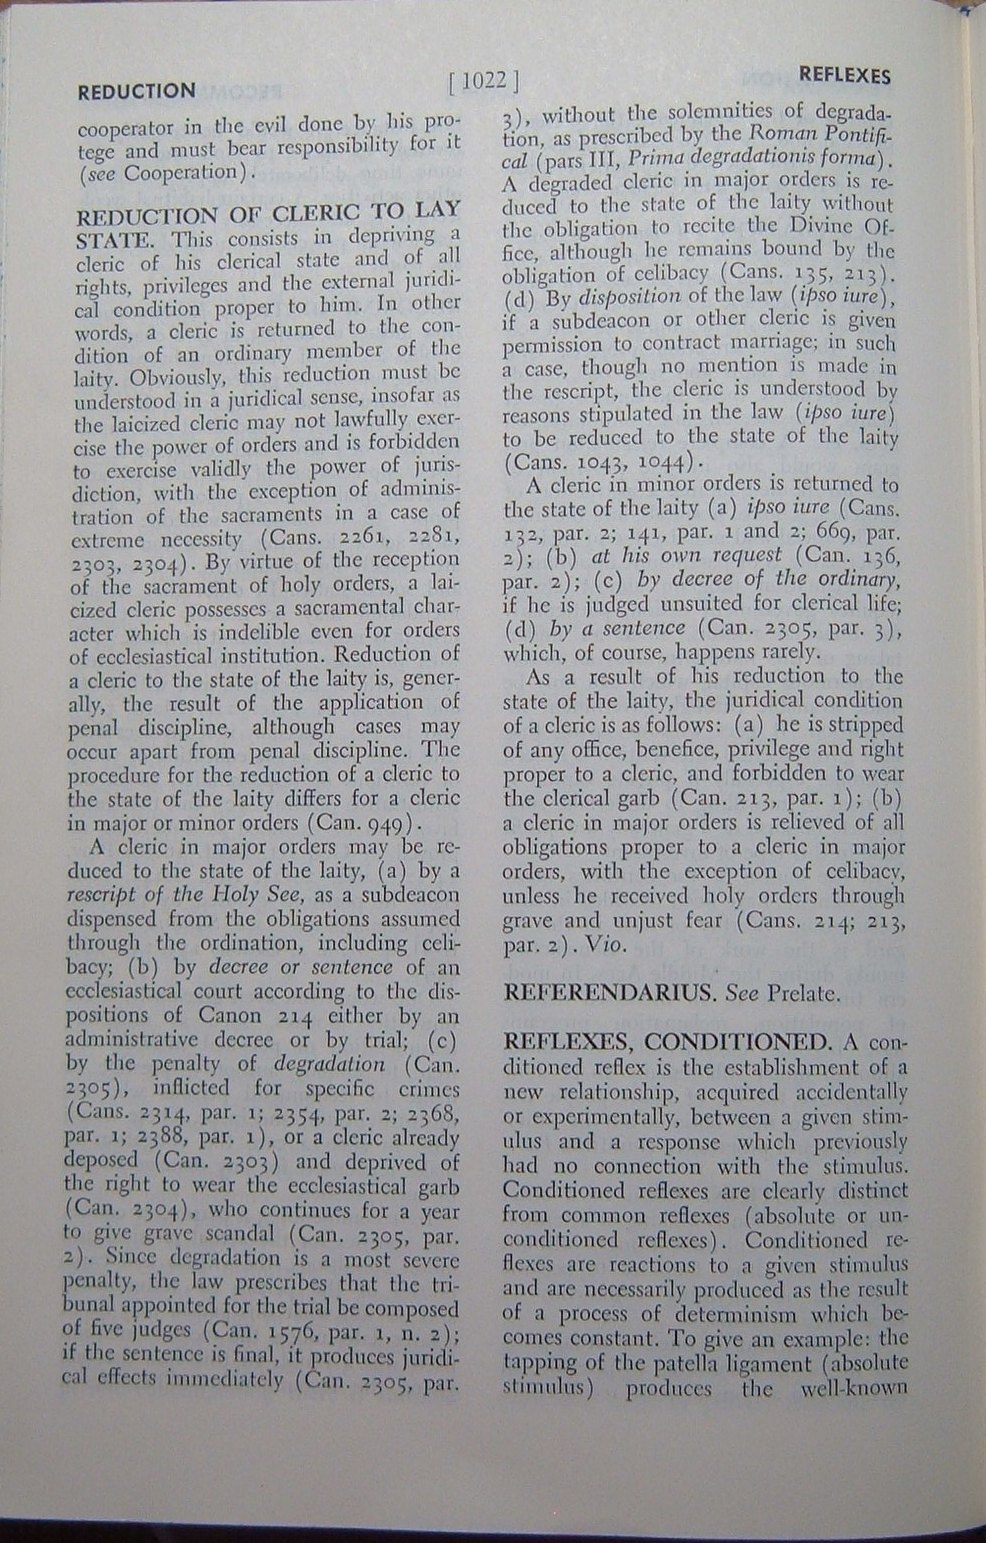 REDUCTION
[ 1022 ]
REFLEXES
cooperator in the evil done by his pro-
tege and must bear responsibility for it
(see Cooperation).
REDUCTION OF CLERIC TO LAY
STATE. This consists in depriving a
cleric of his clerical state and of all
rights, privileges and the external juridi-
cal condition proper to him. In other
words, a cleric is returned to the con-
dition of an ordinary member of the
laity. Obviously, this reduction must be
understood in a juridical sense, insofar as
the laicized cleric may not lawfully exer-
cise the power of orders and is forbidden
to exercise validly the power of juris-
diction, with the exception of adminis-
tration of the sacraments in a case of
extreme necessity (Cans. 2261, 2281,
2303, 2304). By virtue of the reception
of the sacrament of holy orders, a lai-
cized cleric possesses a sacramental char-
acter which is indelible even for orders
of ecclesiastical institution. Reduction of
a cleric to the state of the laity is, gener-
ally, the result of the application of
penal discipline, although cases may
occur apart from penal discipline. The
procedure for the reduction of a cleric to
the state of the laity differs for a cleric
in major or minor orders (Can. 949).
A cleric in major orders may be re-
duced to the state of the laity, (a) by a
rescript of the Holy See, as a subdeacon
dispensed from the obligations assumed
through the ordination, including celi-
bacy; (b) by decree or sentence of an
ecclesiastical court according to the dis-
positions of Canon 214 either by an
administrative decree or by trial; (c)
by the penalty of degradation (Can.
2305), inflicted for specific crimes
(Cans. 2314, par. 1; 2354, par. 2; 2368,
par. 1; 2388, par. 1), or a cleric already
deposed (Can. 2303) and deprived of
the right to wear the ecclesiastical garb
(Can. 2304), who continues for a year
to give grave scandal (Can. 2305, par.
2). Since degradation is a most severe
penalty, the law prescribes that the tri-
bunal appointed for the trial be composed
of five judges (Can. 1576, par. 1, n. 2);
if the sentence is final, it produces juridi-
cal effects immediately (Can. 2305, par.
3), without the solemnities of degrada-
tion, as prescribed by the Roman Pontifi-
cal (pars III, Prima degradationis forma).
A degraded cleric in major orders is re-
duced to the state of the laity without
the obligation to recite the Divine Of-
fice, although he remains bound by the
obligation of celibacy (Cans. 135, 213).
(d) By disposition of the law (ipso iure),
if a subdeacon or other cleric is given
permission to contract marriage; in such
a case, though no mention is made in
the rescript, the cleric is understood by
reasons stipulated in the law (ipso iure)
to be reduced to the state of the laity
(Cans. 1043, 1044).
A cleric in minor orders is returned to
the state of the laity (a) ipso iure (Cans.
132, par. 2; 141, par. 1 and 2; 669, par.
2); (b) at his own request (Can. 136,
par. 2); (c) by decree of the ordinary,
if he is judged unsuited for clerical life;
(d) by a sentence (Can. 2305, par. 3),
which, of course, happens rarely.
As a result of his reduction to the
state of the laity, the juridical condition
of a cleric is as follows: (a) he is stripped
of any office, benefice, privilege and right
proper to a cleric, and forbidden to wear
the clerical garb (Can. 213, par. 1); (b)
a cleric in major orders is relieved of all
obligations proper to a cleric in major
orders, with the exception of celibacy,
unless he received holy orders through
grave and unjust fear (Cans. 214; 213,
par. 2). Vio.
REFERENDARIUS. See Prelate.
REFLEXES, CONDITIONED. A con-
ditioned reflex is the establishment of a
new relationship, acquired accidentally
or experimentally, between a given stim-
ulus and a response which previously
had no connection with the stimulus.
Conditioned reflexes are clearly distinct
from common reflexes (absolute or un-
conditioned reflexes). Conditioned re-
flexes are reactions to a given stimulus
and are necessarily produced as the result
of a process of determinism which be-
comes constant. To give an example: the
tapping of the patella ligament (absolute
stimulus) produces the well-known